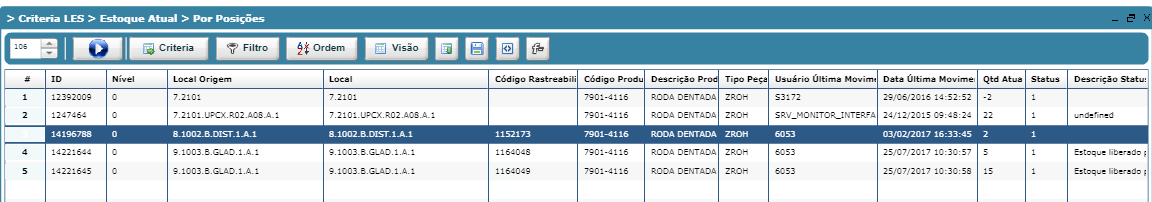 > Criteria LES > Estoque Atual > Por Posições
106 Criteria Filtro Ordem Visão
# ID Nível Local Origem Local Código Rastreabili Código Produ Descrição Prod Tipo Peça Usuário Última Movime Data Última Movime Qtd Atua Status Descrição Status
1 12392009 0 7.2101 7.2101 7901-4116 RODA DENTADA ZROH S3172 29/06/2016 14:52:52 -2 1
2 1247464 0 7.2101.UPCX.R02.A08.A.1 7.2101.UPCX.R02.A08.A.1 7901-4116 RODA DENTADA ZROH SRV_MONITOR_INTERFA 24/12/2015 09:48:24 22 1 undefined
14196788 0 8.1002.B.DIST.1.A.1 8.1002.B.DIST.1.A.1 1152173 7901-4116 RODA DENTADA ZROH 6053 03/02/2017 16:33:45 2 1
4 14221644 0 9.1003.B.GLAD.1.A.1 9.1003.B.GLAD.1.A.1 1164048 7901-4116 RODA DENTADA ZROH 6053 25/07/2017 10:30:57 5 1 Estoque liberado p
5 14221645 0 9.1003.B.GLAD.1.A.1 9.1003.B.GLAD.1.A.1 1164049 7901-4116 RODA DENTADA ZROH 6053 25/07/2017 10:30:58 15 1 Estoque liberado p